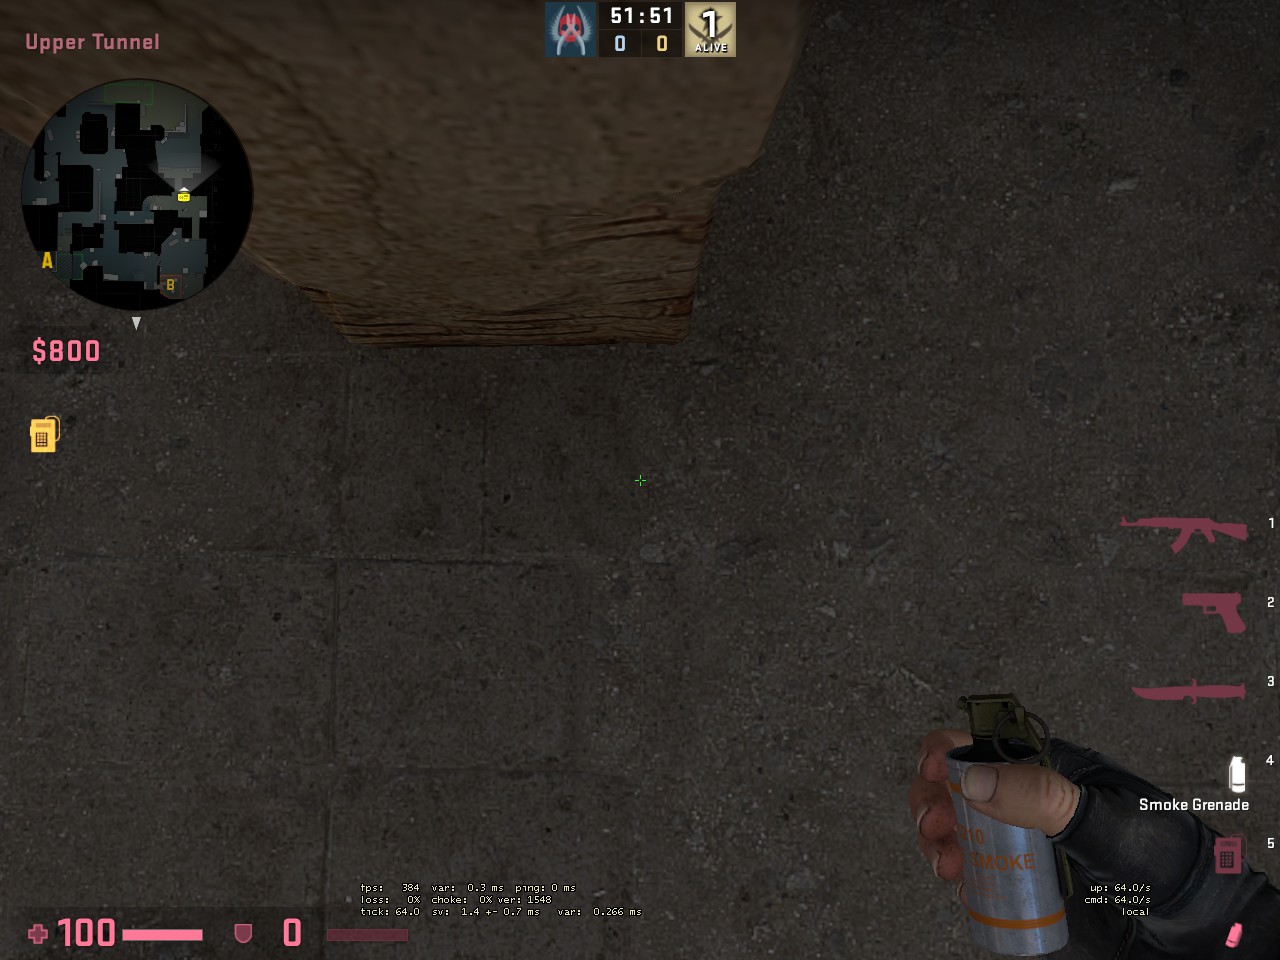 Upper Tunnel
51:51
0 0
1
ALIVE
A
B
$800
1
2
3
4
Smoke Grenade
5
SMOKE
fps: 384 var: 0.3 ms ping: 0 ms
loss: 0% choke: 0% ver: 1548
tick: 64.0 sv: 1.4 +- 0.7 ms var: 0.266 ms
up: 64.0/s
cmd: 64.0/s
local
100
0